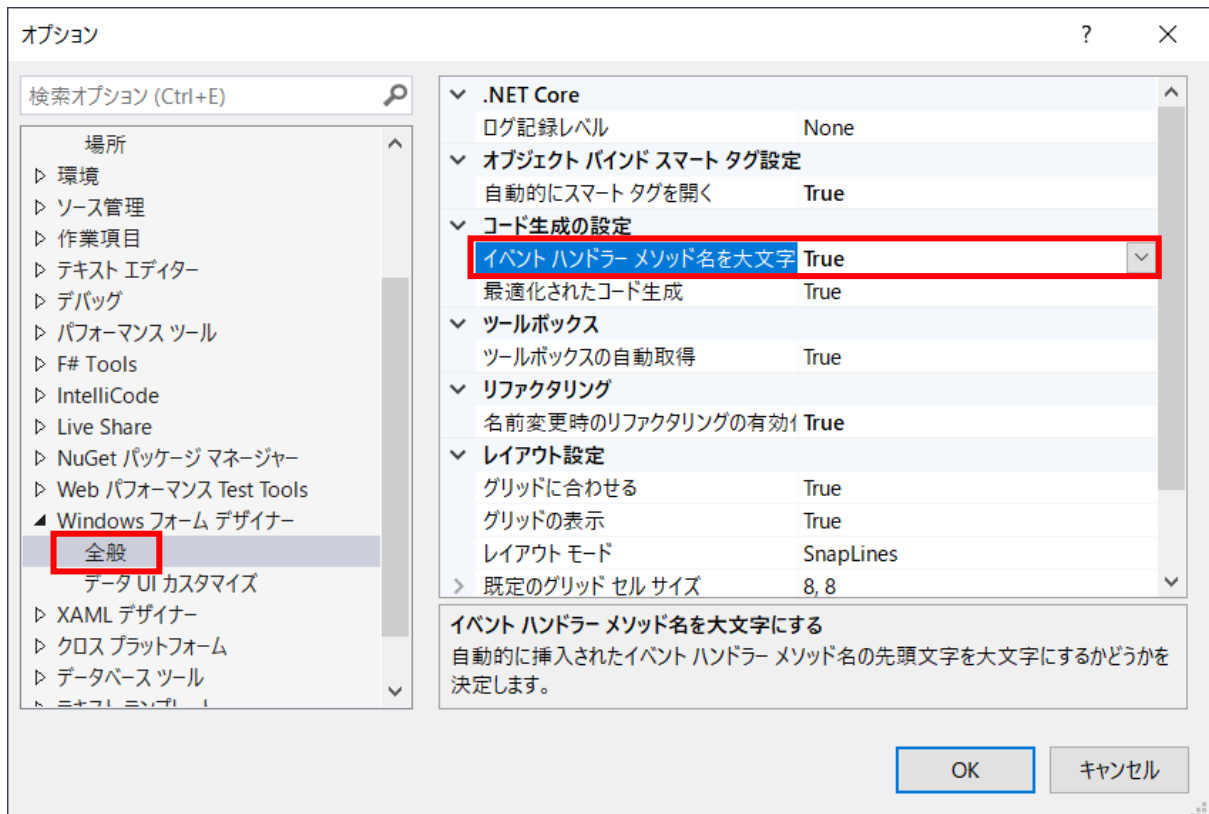 オプション
?
検索オプション (Ctrl+E)
場所
環境
ソース管理
作業項目
テキスト エディター
デバッグ
パフォーマンス ツール
F# Tools
IntelliCode
Live Share
NuGet パッケージ マネージャー
Web パフォーマンス Test Tools
Windows フォーム デザイナー
全般
データ UI カスタマイズ
XAML デザイナー
クロス プラットフォーム
データベース ツール
テキスト テンプレート
.NET Core
ログ記録レベル None
オブジェクト バインド スマート タグ設定
自動的にスマート タグを開く True
コード生成の設定
イベント ハンドラー メソッド名を大文字 True
最適化されたコード生成 True
ツールボックス
ツールボックスの自動取得 True
リファクタリング
名前変更時のリファクタリングの有効 True
レイアウト設定
グリッドに合わせる True
グリッドの表示 True
レイアウト モード SnapLines
既定のグリッド セル サイズ 8, 8
イベント ハンドラー メソッド名を大文字にする
自動的に挿入されたイベント ハンドラー メソッド名の先頭文字を大文字にするかどうかを
決定します。
OK
キャンセル